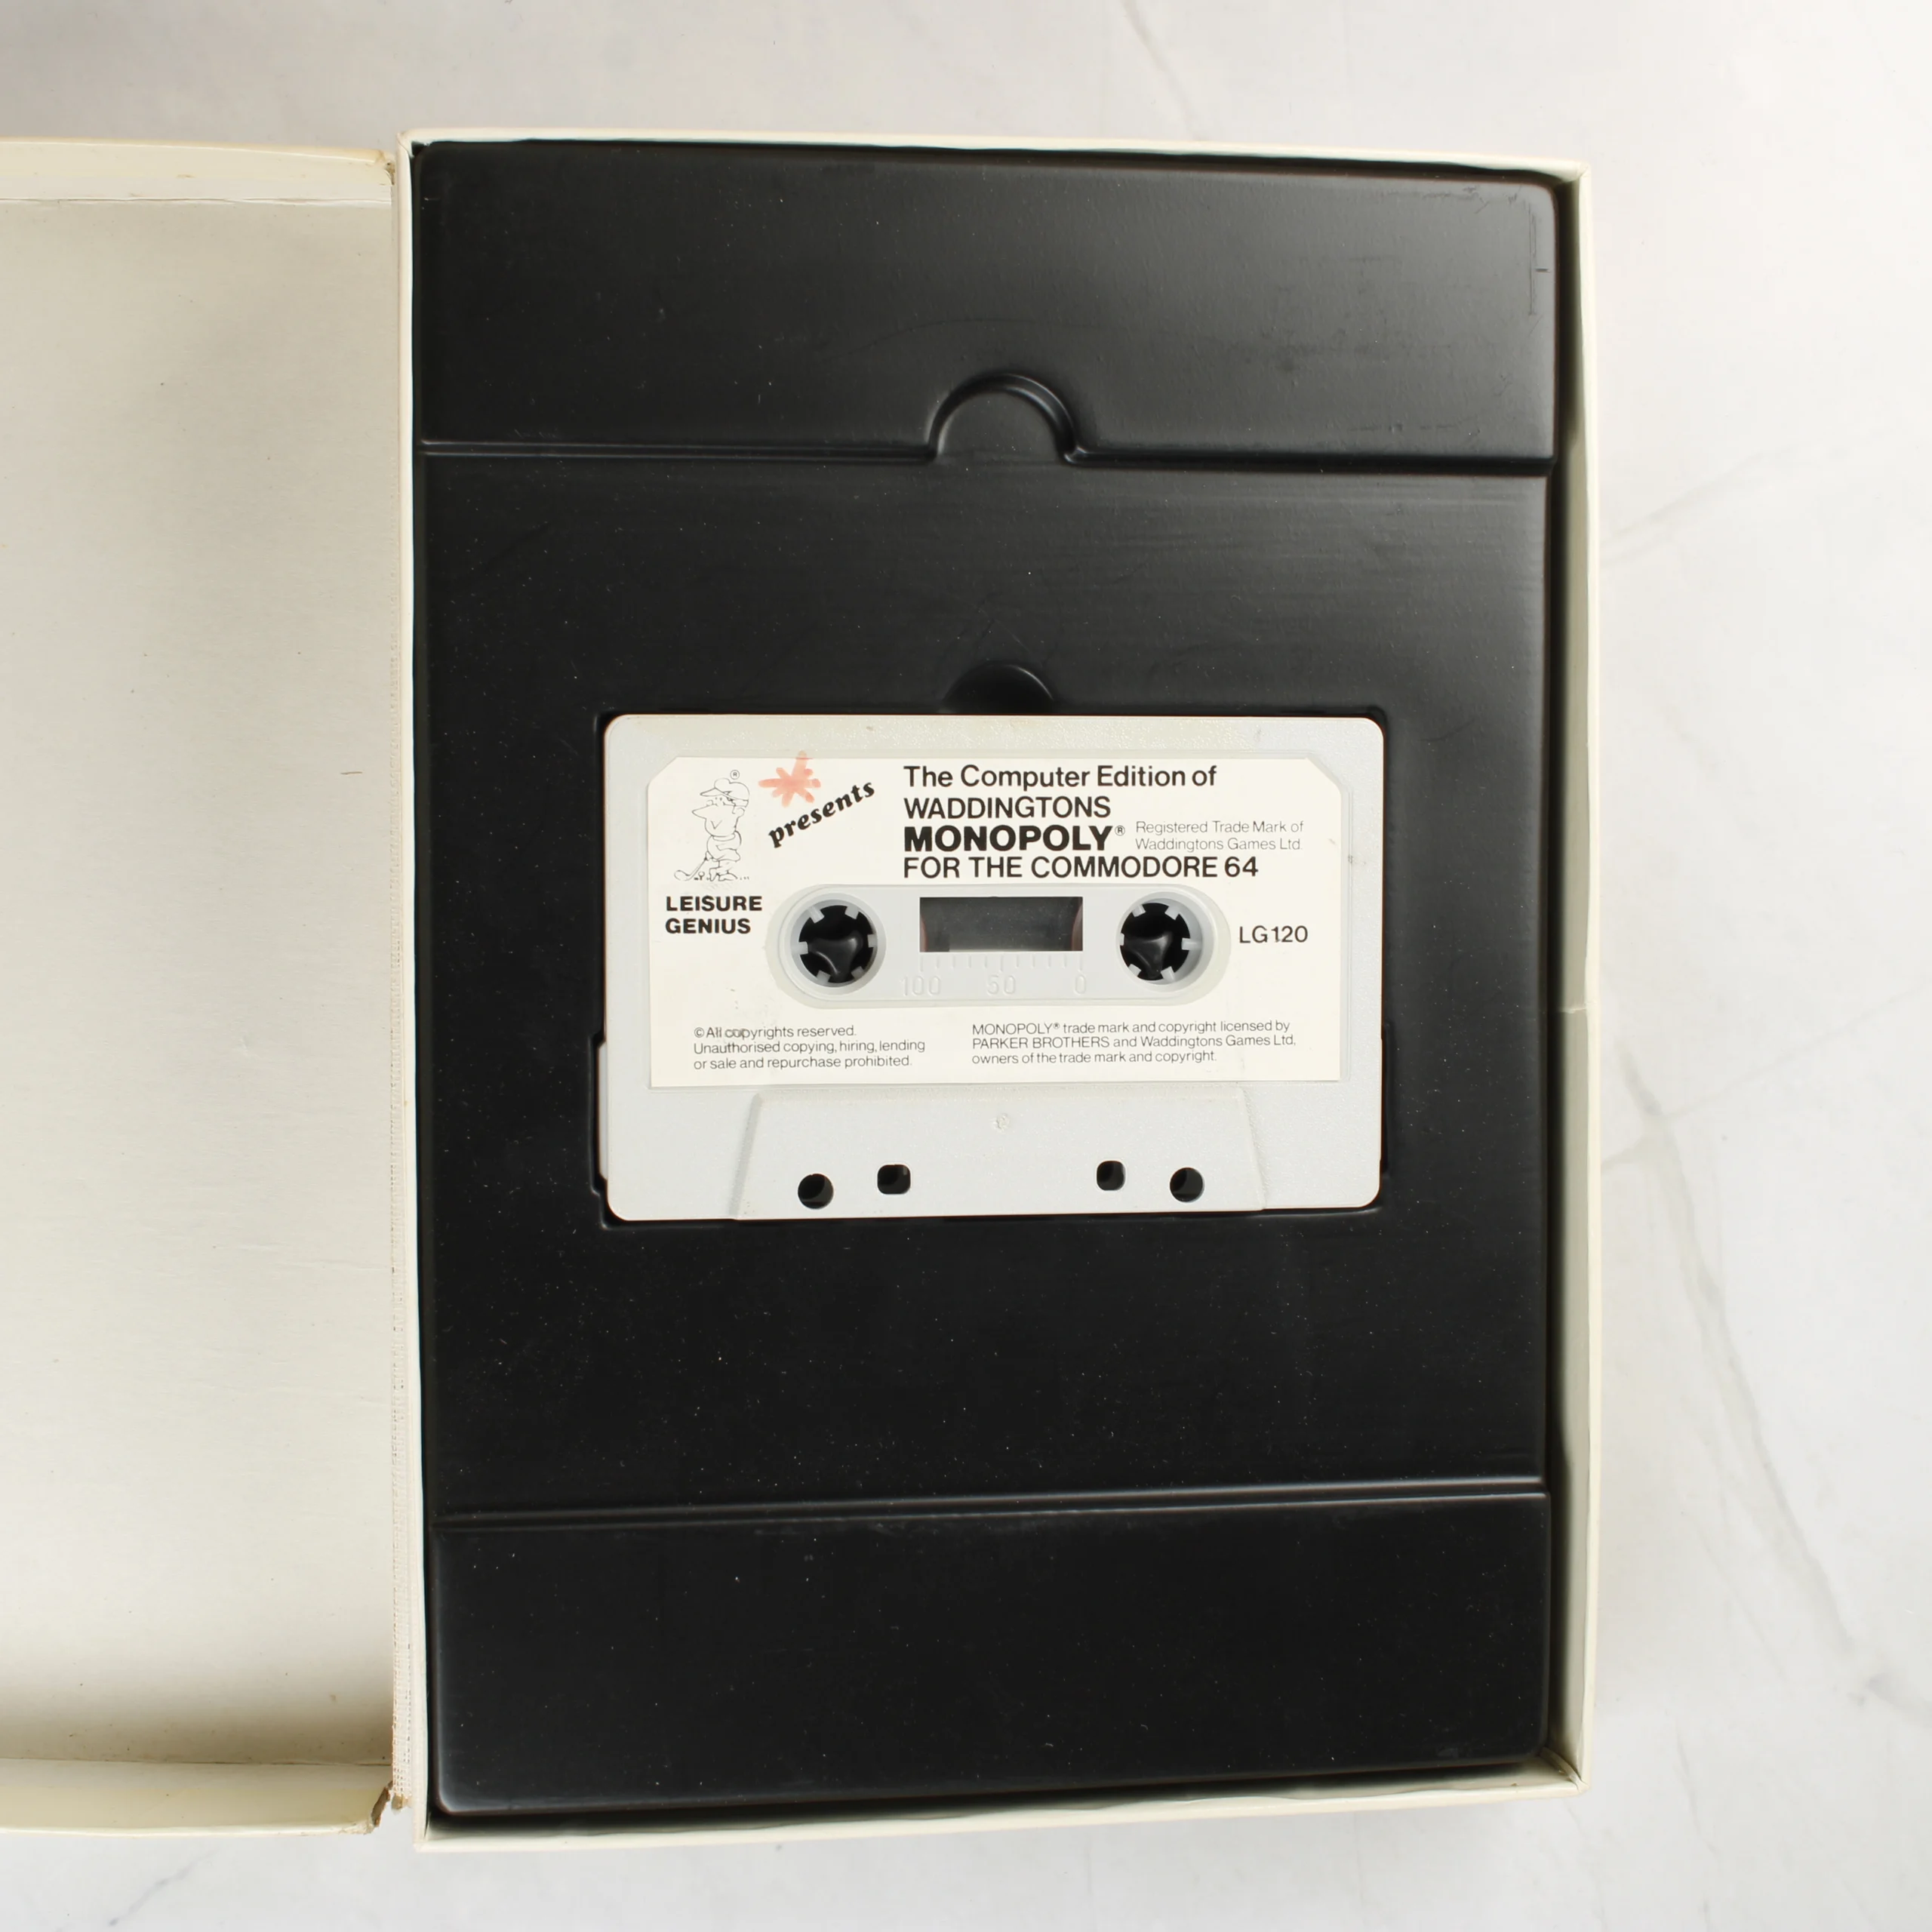 ®
presents
The Computer Edition of
WADDINGTONS
MONOPOLY® Registered Trade Mark of
Waddingtons Games Ltd.
FOR THE COMMODORE 64
LEISURE
GENIUS
LG120
100 50 0
© All copyrights reserved.
Unauthorised copying, hiring, lending
or sale and repurchase prohibited.
MONOPOLY® trade mark and copyright licensed by
PARKER BROTHERS and Waddingtons Games Ltd.
owners of the trade mark and copyright.